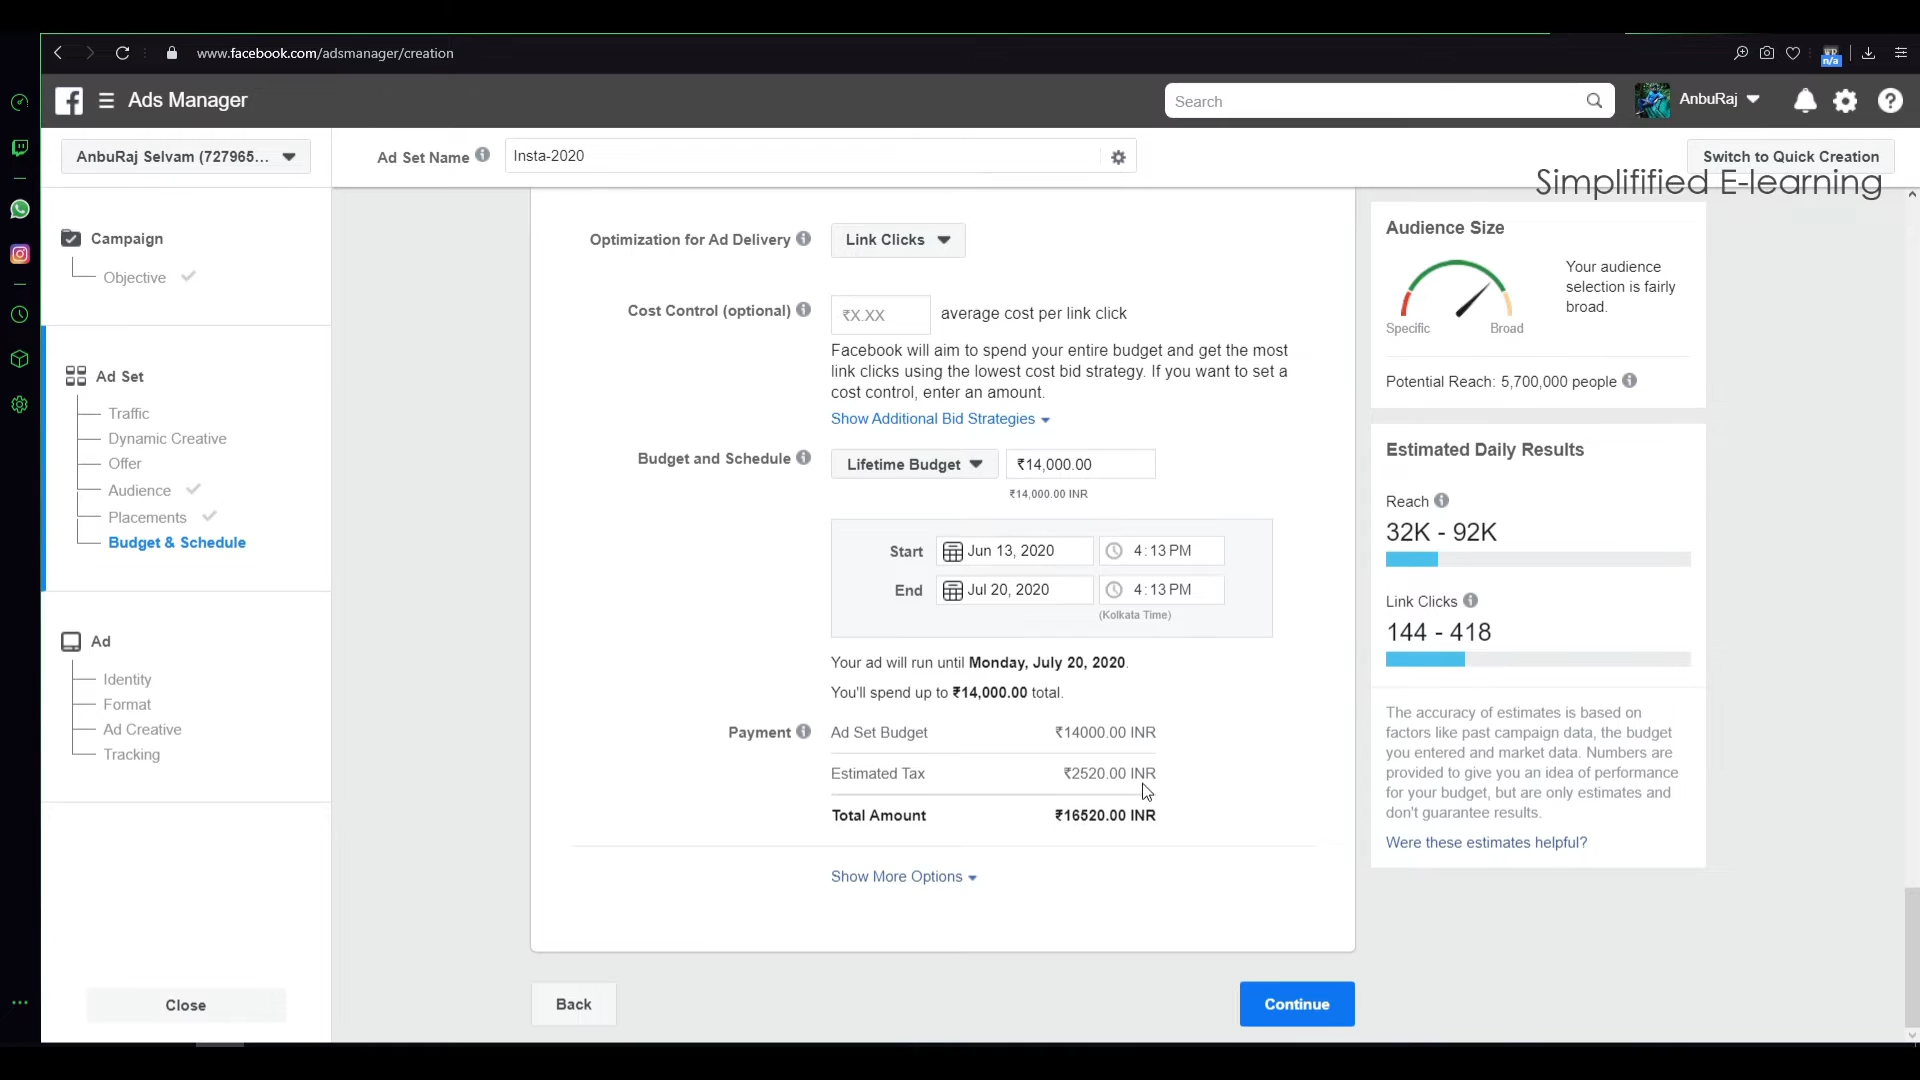 www.facebook.com/adsmanager/creation
n/a
Ads Manager
Search
AnbuRaj
AnbuRaj Selvam (727965...
Ad Set Name
Insta-2020
Switch to Quick Creation
Simplifified E-learning
Campaign
Objective
Ad Set
Traffic
Dynamic Creative
Offer
Audience
Placements
Budget & Schedule
Ad
Identity
Format
Ad Creative
Tracking
Close
Optimization for Ad Delivery
Link Clicks
Cost Control (optional)
₹X.XX
average cost per link click
Facebook will aim to spend your entire budget and get the most
link clicks using the lowest cost bid strategy. If you want to set a
cost control, enter an amount.
Show Additional Bid Strategies
Budget and Schedule
Lifetime Budget
₹14,000.00
₹14,000.00 INR
Start
Jun 13, 2020
4:13PM
End
Jul 20, 2020
4:13PM
(Kolkata Time)
Your ad will run until Monday, July 20, 2020.
You'll spend up to ₹14,000.00 total.
Payment
Ad Set Budget
₹14000.00 INR
Estimated Tax
₹2520.00 INR
Total Amount
₹16520.00 INR
Show More Options
Back
Continue
Audience Size
Your audience
selection is fairly
broad.
Specific
Broad
Potential Reach: 5,700,000 people
Estimated Daily Results
Reach
32K - 92K
Link Clicks
144 - 418
The accuracy of estimates is based on
factors like past campaign data, the budget
you entered and market data. Numbers are
provided to give you an idea of performance
for your budget, but are only estimates and
don't guarantee results.
Were these estimates helpful?